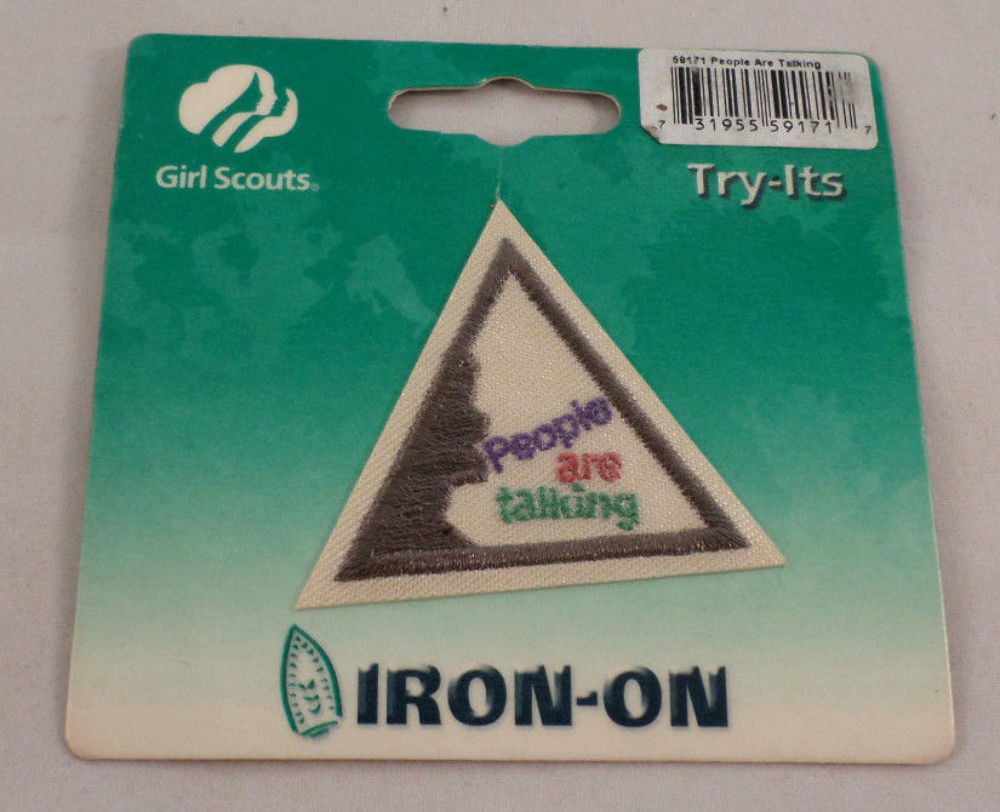 59171 People Are Talking
7 31955 59171 7
Girl Scouts®
Try-Its
People
are
talking
IRON-ON